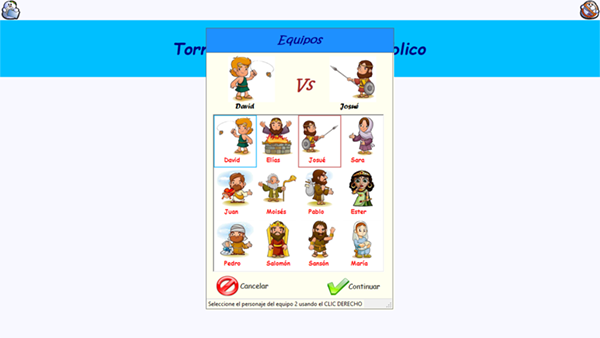 Equipos
Torr olico
Vs
David Josué
David Elías Josué Sara
Juan Moisés Pablo Ester
Pedro Salomón Sansón María
Cancelar Continuar
Seleccione el personaje del equipo 2 usando el CLIC DERECHO